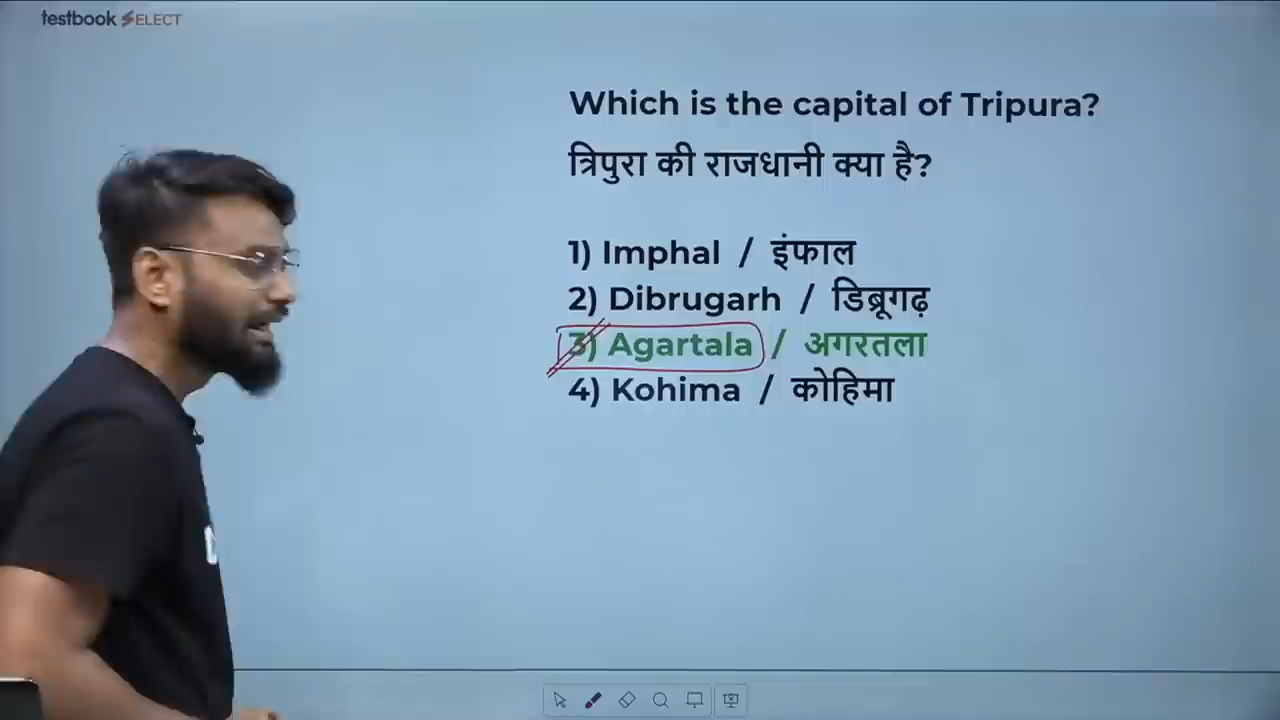 testbook SELECT
Which is the capital of Tripura?
त्रिपुरा की राजधानी क्या है?
1) Imphal / इंफाल
2) Dibrugarh / डिब्रूगढ़
3) Agartala / अगरतला
4) Kohima / कोहिमा